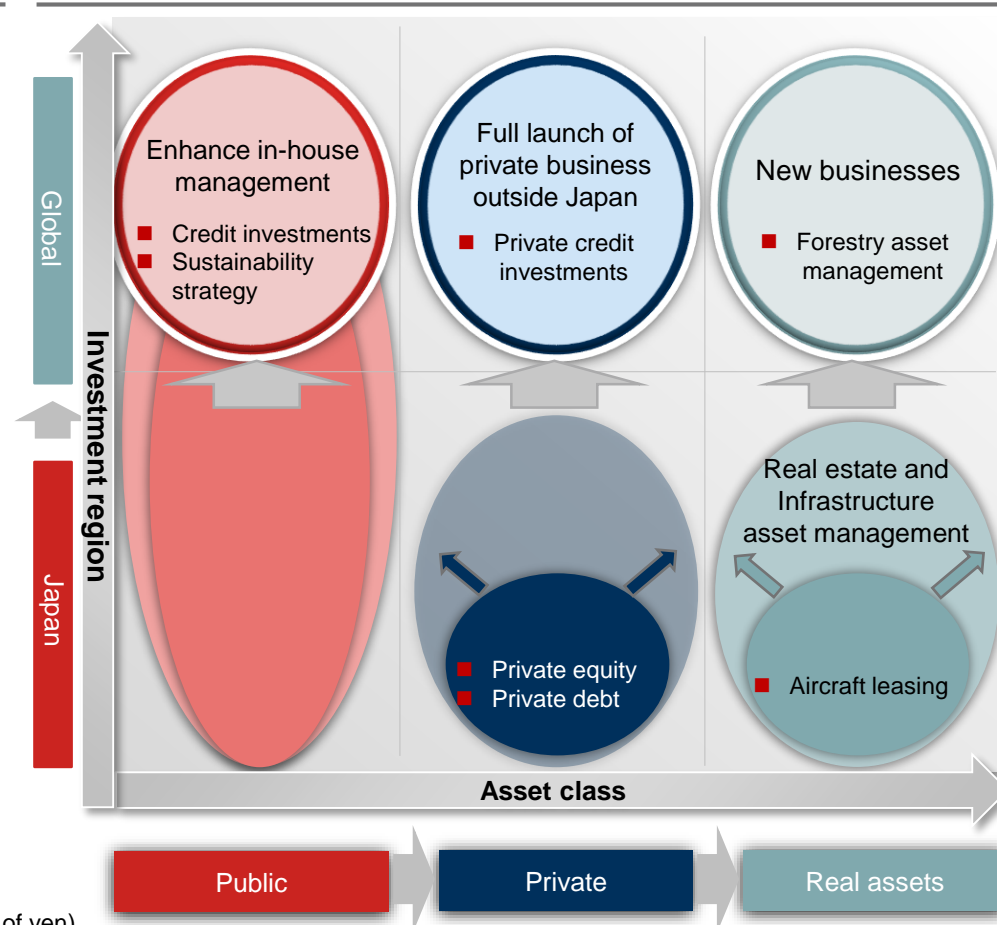 Enhance in-house
management
Credit investments
Sustainability
strategy
Full launch of
private business
outside Japan
Private credit
investments
New businesses
Forestry asset
management
Global
Investment region
Japan
Private equity
Private debt
Real estate and
Infrastructure
asset management
Aircraft leasing
Asset class
Public
Private
Real assets
of yen)